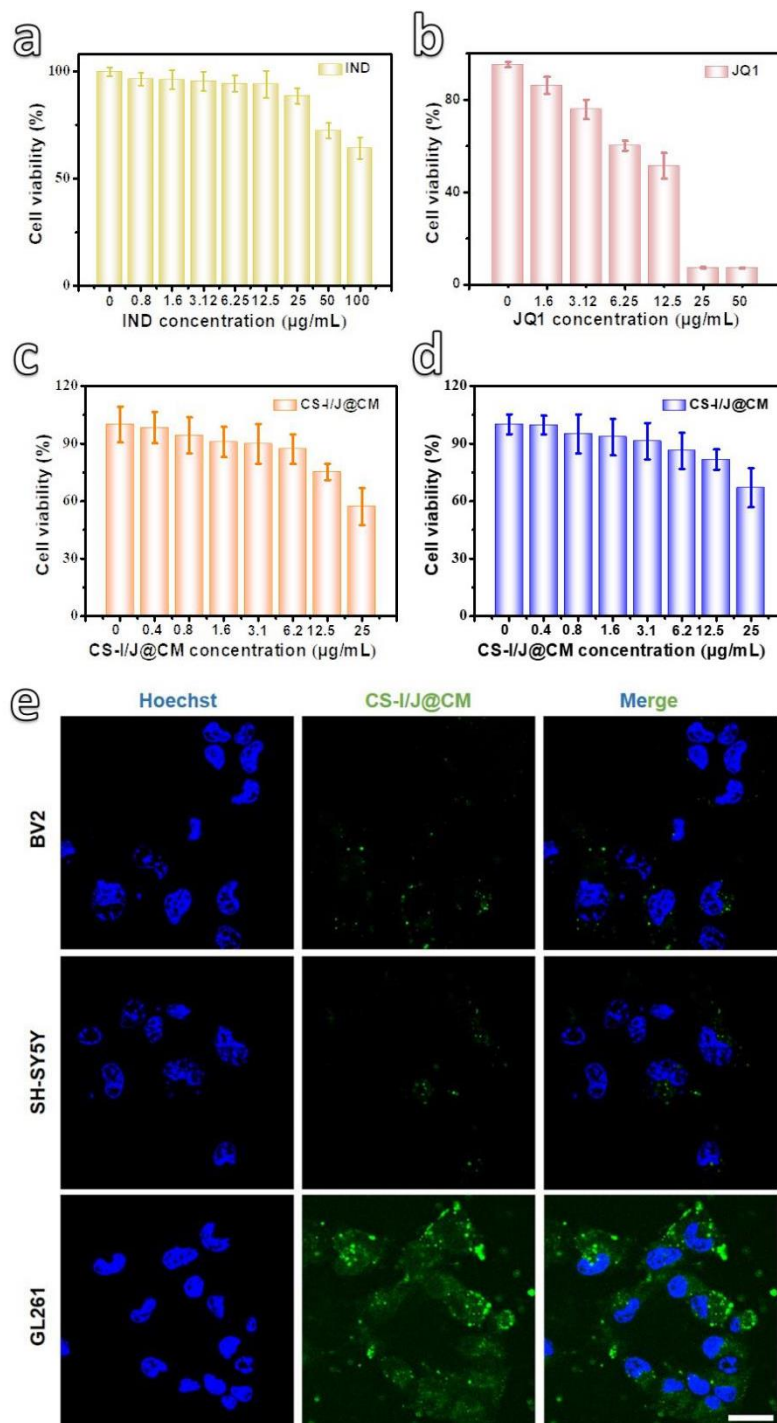 a
IND
Cell viability (%)
100
50
0
0 0.8 1.6 3.12 6.25 12.5 25 50 100
IND concentration (μg/mL)
b
JQ1
Cell viability (%)
80
40
0
0 1.6 3.12 6.25 12.5 25 50
JQ1 concentration (μg/mL)
c
CS-I/J@CM
Cell viability (%)
120
90
60
30
0
0 0.4 0.8 1.6 3.1 6.2 12.5 25
CS-I/J@CM concentration (μg/mL)
d
CS-I/J@CM
Cell viability (%)
120
90
60
30
0
0 0.4 0.8 1.6 3.1 6.2 12.5 25
CS-I/J@CM concentration (μg/mL)
e
Hoechst CS-I/J@CM Merge
BV2
SH-SY5Y
GL261